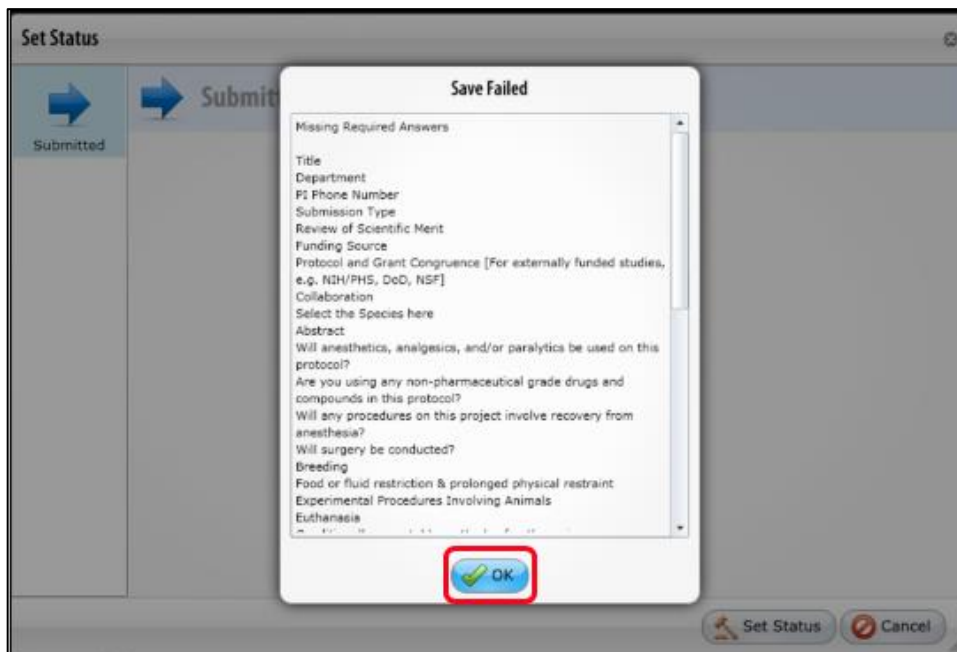 Set Status
Submitted
Submit
Save Failed
Missing Required Answers
Title
Department
PI Phone Number
Submission Type
Review of Scientific Merit
Funding Source
Protocol and Grant Congruence [For externally funded studies,
e.g. NIH/PHS, DoD, NSF]
Collaboration
Select the Species here
Abstract
Will anesthetics, analgesics, and/or paralytics be used on this
protocol?
Are you using any non-pharmaceutical grade drugs and
compounds in this protocol?
Will any procedures on this project involve recovery from
anesthesia?
Will surgery be conducted?
Breeding
Food or fluid restriction & prolonged physical restraint
Experimental Procedures Involving Animals
Euthanasia
OK
Set Status
Cancel